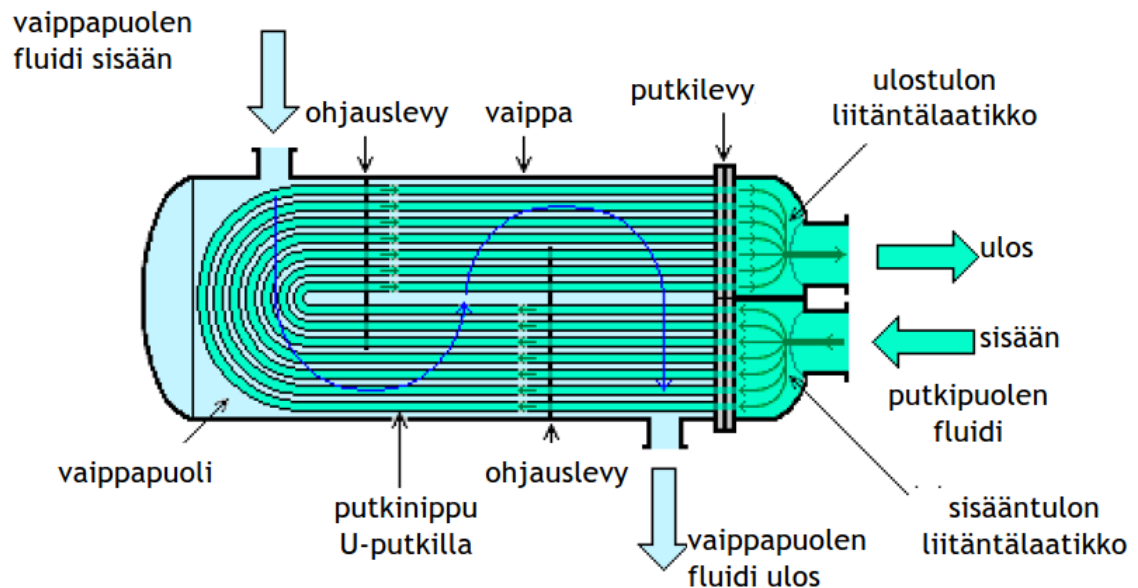 vaippapuolen
fluidi sisään
ohjauslevy
vaippa
putkilevy
ulostulon
liitäntälaatikko
ulos
sisään
putkipuolen
fluidi
vaippapuoli
putkinippu
U-putkilla
ohjauslevy
vaippapuolen
fluidi ulos
sisääntulon
liitäntälaatikko